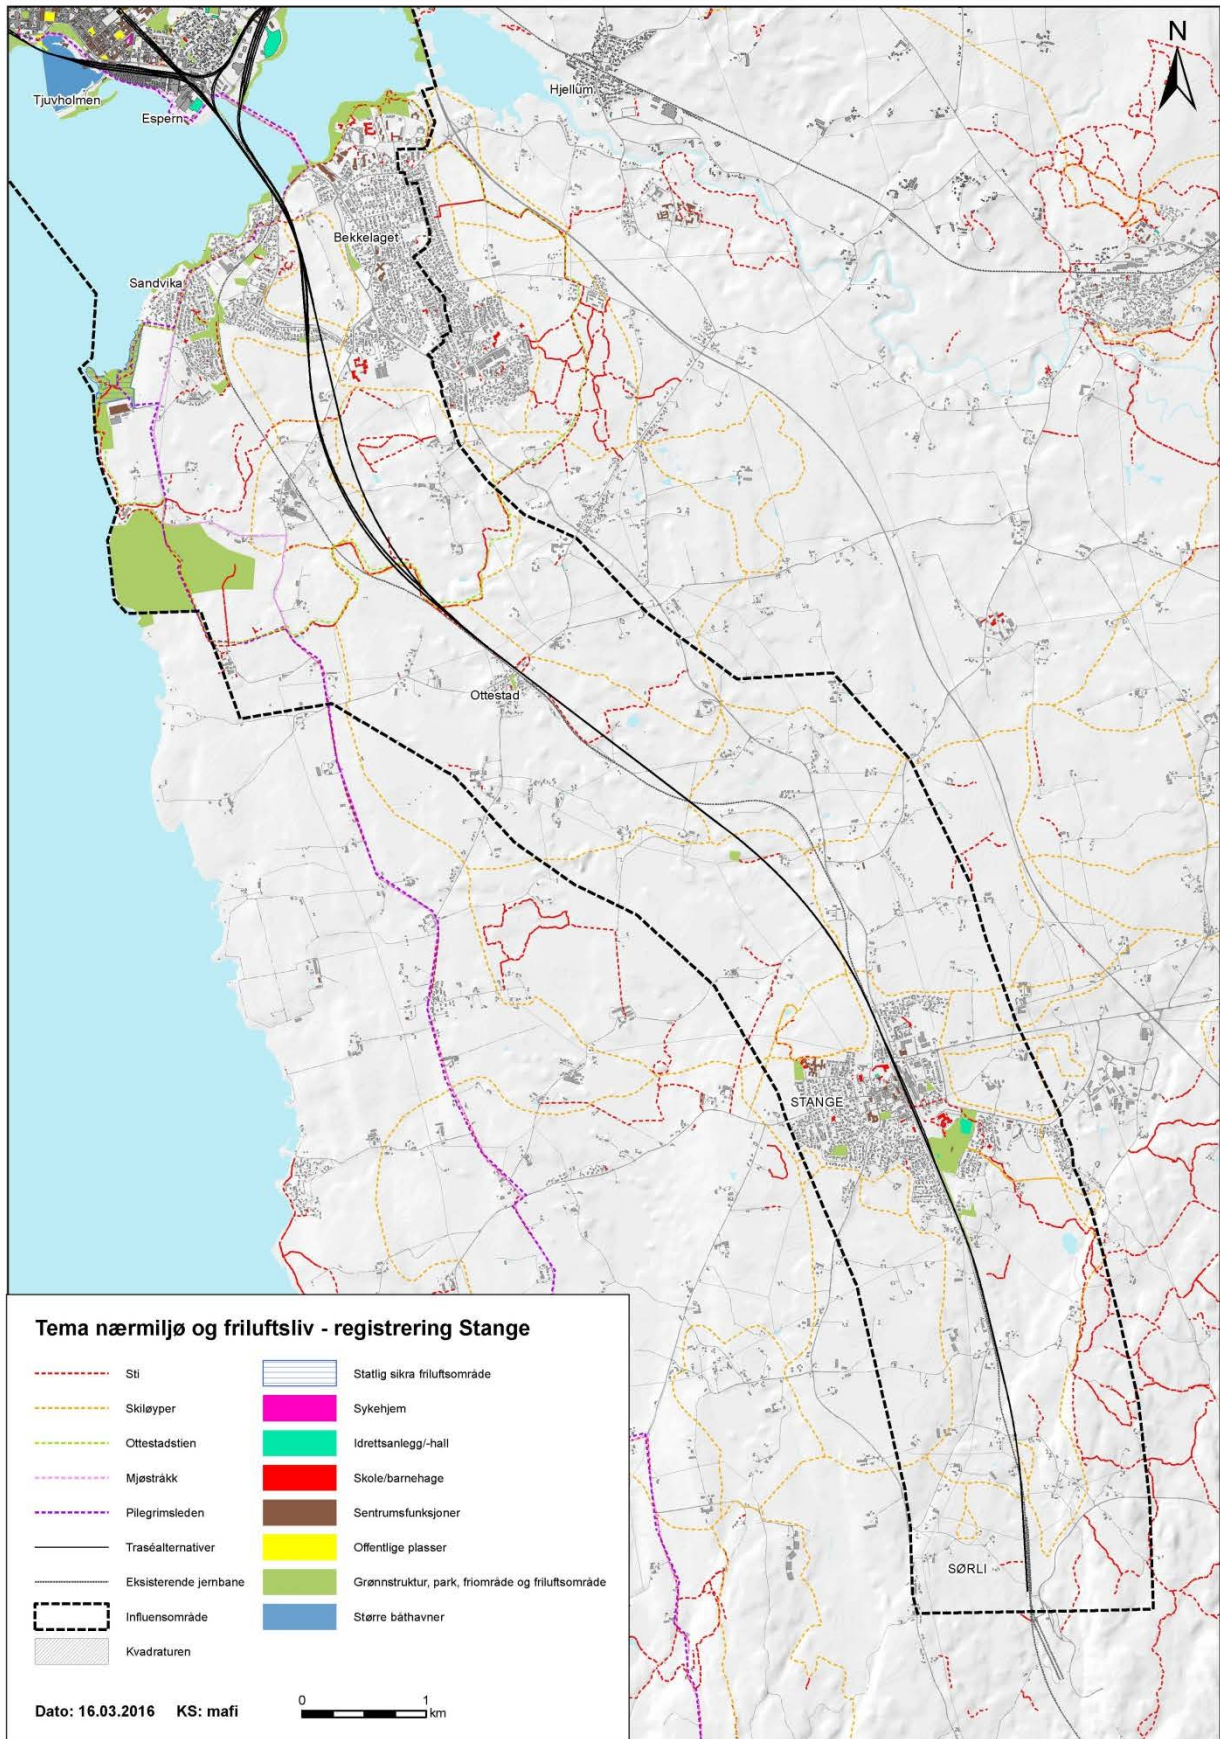 N
Hjellum
Tjuvholmen
Espern
Bekkelaget
Sandvika
Ottestad
STANGE
SØRLI
Tema nærmiljø og friluftsliv - registrering Stange
Sti
Skiløyper
Ottestadstien
Mjøstråkk
Pilegrimsleden
Traséalternativer
Eksisterende jernbane
Influensområde
Kvadraturen
Statlig sikra friluftsområde
Sykehjem
Idrettsanlegg/-hall
Skole/barnehage
Sentrumsfunksjoner
Offentlige plasser
Grønnstruktur, park, friområde og friluftsområde
Større båthavner
Dato: 16.03.2016 KS: mafi
0 1
km